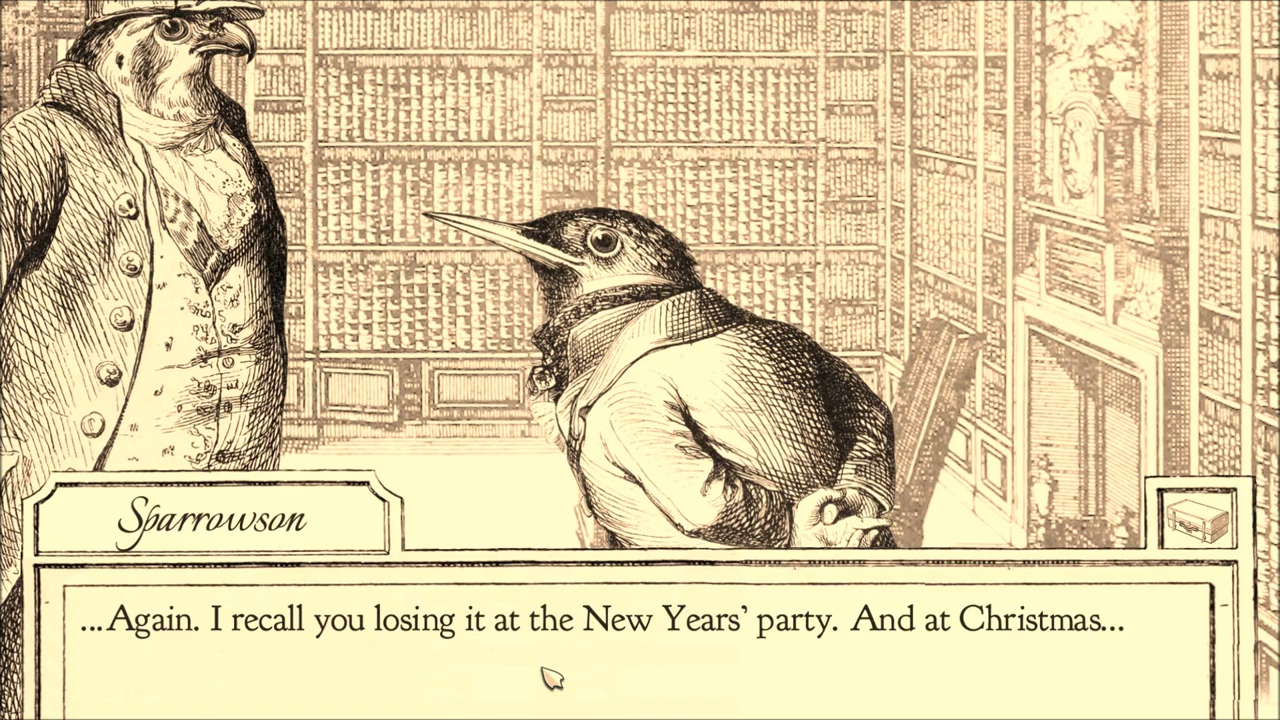 Sparrowson
...Again. I recall you losing it at the New Years' party. And at Christmas...